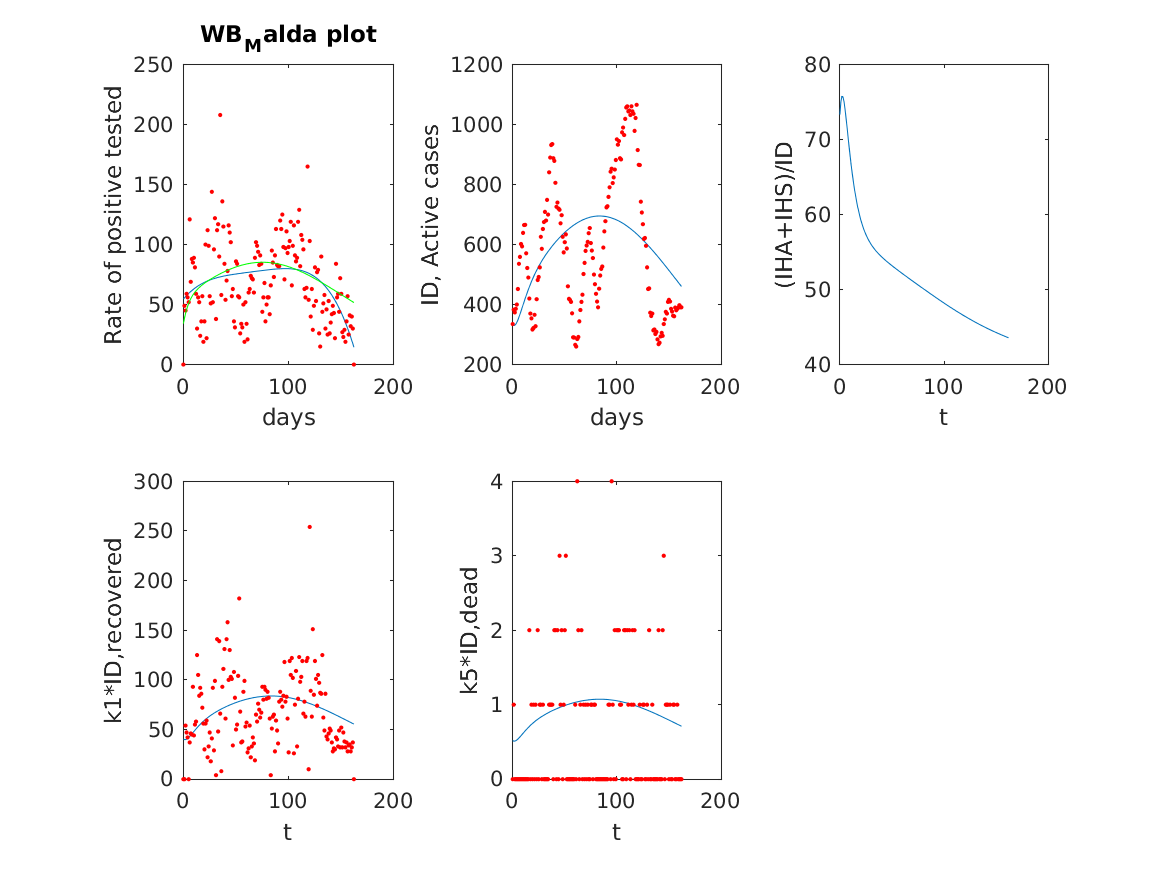 WB_Malda plot
250
200
150
100
50
0
0 100 200
days
Rate of positive tested
1200
1000
800
600
400
200
0 100 200
days
ID, Active cases
80
70
60
50
40
0 100 200
t
(IHA+IHS)/ID
300
250
200
150
100
50
0
0 100 200
t
k1*ID,recovered
4
3
2
1
0
0 100 200
t
k5*ID,dead